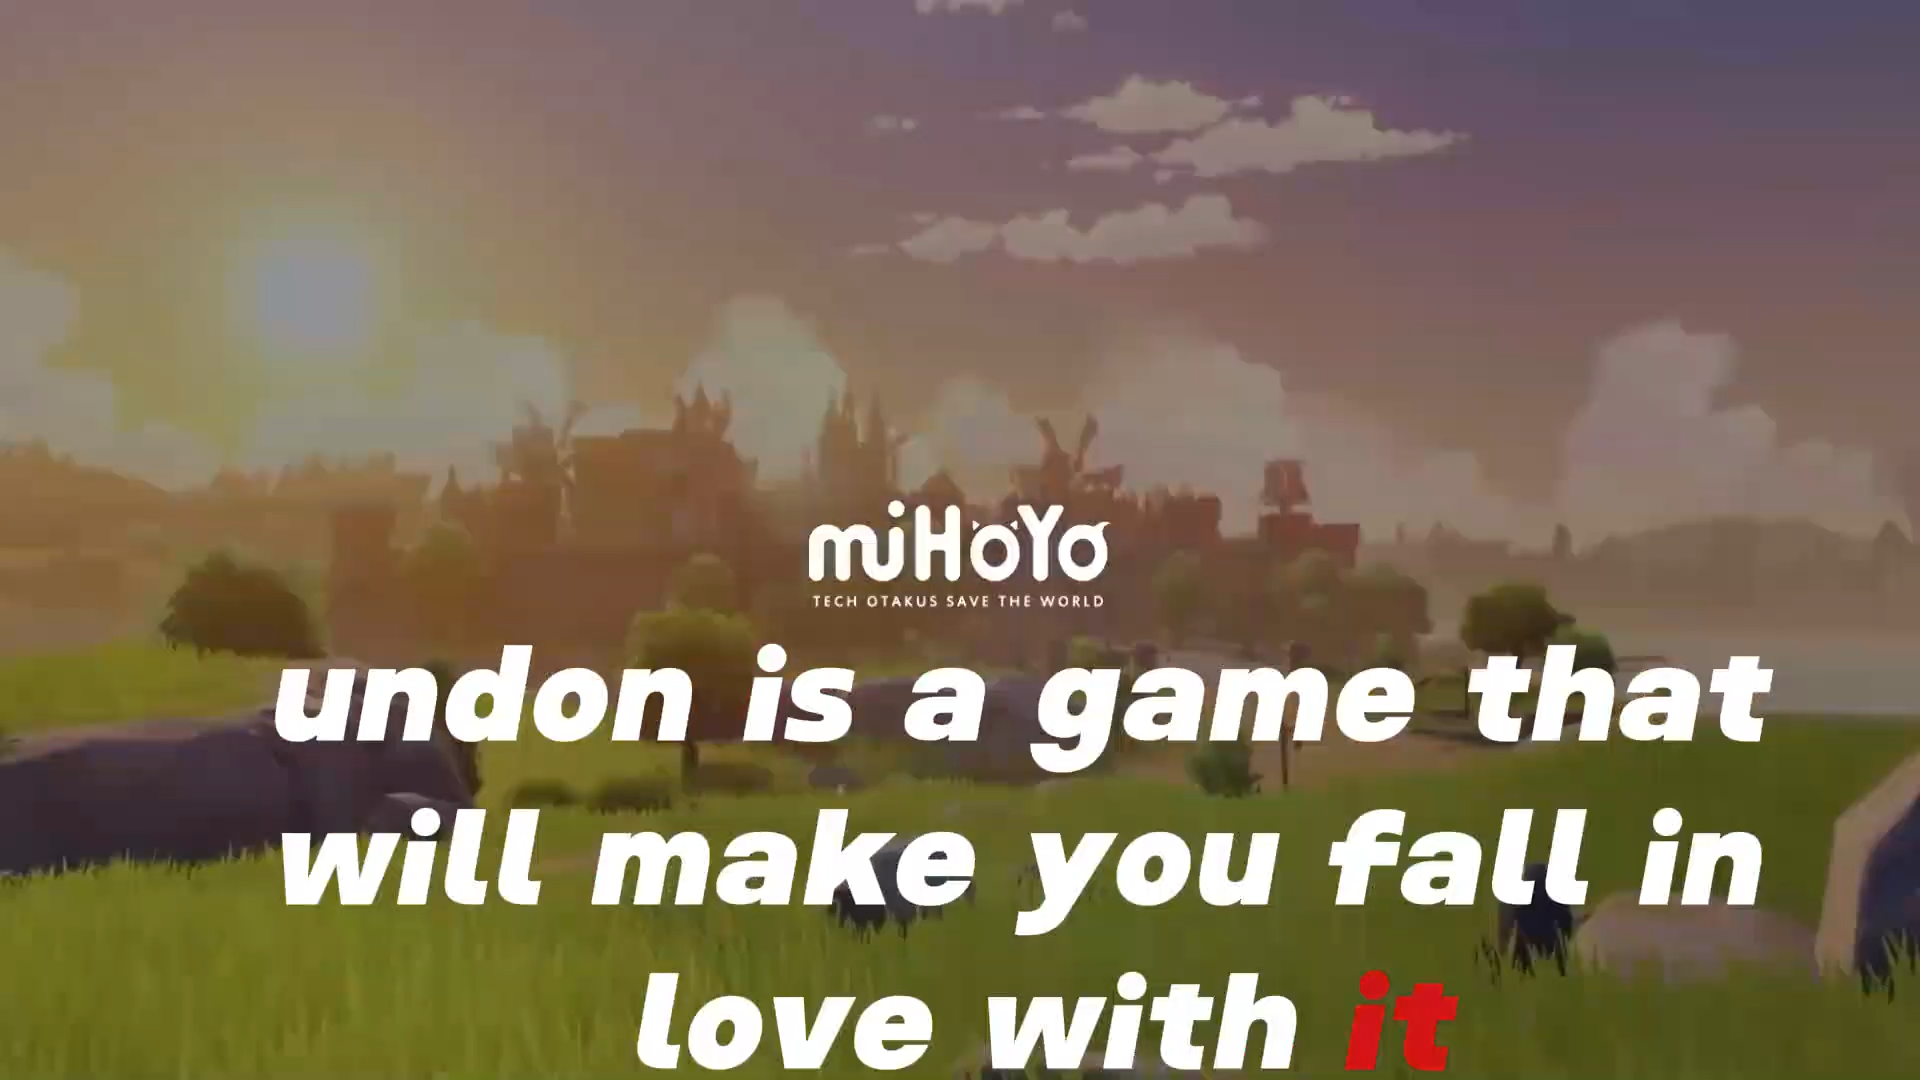 miHoYo
TECH OTAKUS SAVE THE WORLD
undon is a game that
will make you fall in
love with it